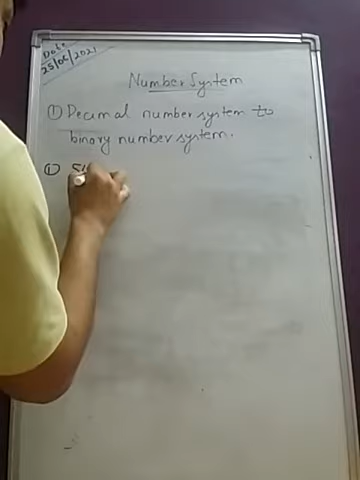 Date
25/06/2021
Number System
① Decimal number system to
binary number system.
①